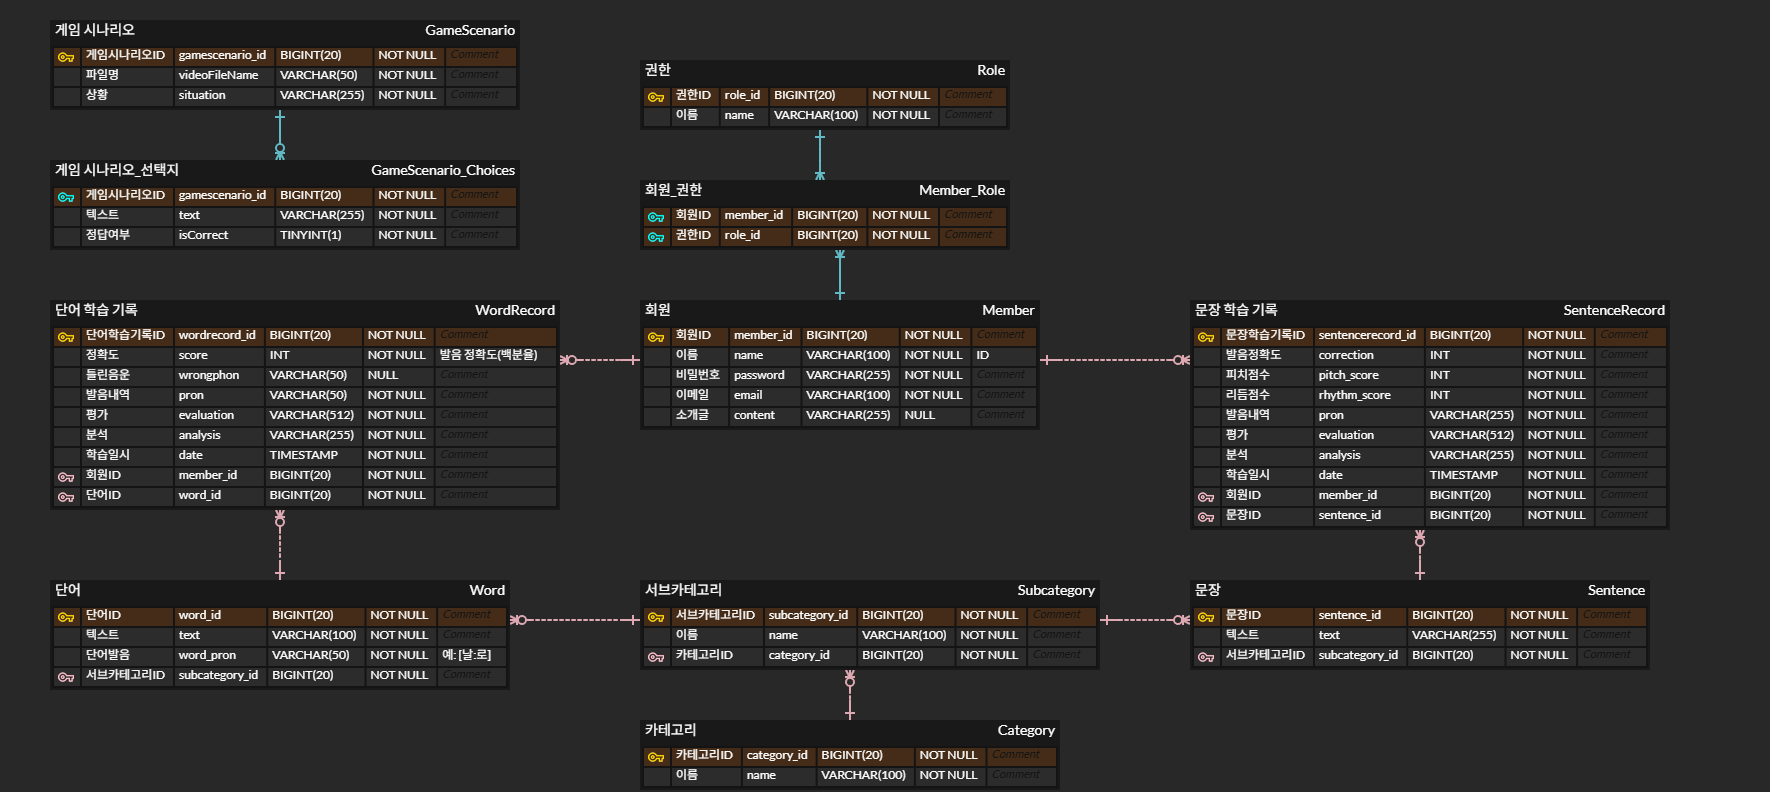 게임 시나리오 GameScenario
게임시나리오ID gamescenario_id BIGINT(20) NOT NULL Comment
파일명 videoFileName VARCHAR(50) NOT NULL Comment
상황 situation VARCHAR(255) NOT NULL Comment
게임 시나리오_선택지 GameScenario_Choices
게임시나리오ID gamescenario_id BIGINT(20) NOT NULL Comment
텍스트 text VARCHAR(255) NOT NULL Comment
정답여부 isCorrect TINYINT(1) NOT NULL Comment
권한 Role
권한ID role_id BIGINT(20) NOT NULL Comment
이름 name VARCHAR(100) NOT NULL Comment
회원_권한 Member_Role
회원ID member_id BIGINT(20) NOT NULL Comment
권한ID role_id BIGINT(20) NOT NULL Comment
단어 학습 기록 WordRecord
단어학습기록ID wordrecord_id BIGINT(20) NOT NULL Comment
정확도 score INT NOT NULL 발음 정확도(백분율)
틀린음운 wrongphon VARCHAR(50) NULL Comment
발음내역 pron VARCHAR(50) NOT NULL Comment
평가 evaluation VARCHAR(512) NOT NULL Comment
분석 analysis VARCHAR(255) NOT NULL Comment
학습일시 date TIMESTAMP NOT NULL Comment
회원ID member_id BIGINT(20) NOT NULL Comment
단어ID word_id BIGINT(20) NOT NULL Comment
회원 Member
회원ID member_id BIGINT(20) NOT NULL Comment
이름 name VARCHAR(100) NOT NULL ID
비밀번호 password VARCHAR(255) NOT NULL Comment
이메일 email VARCHAR(100) NOT NULL Comment
소개글 content VARCHAR(255) NULL Comment
문장 학습 기록 SentenceRecord
문장학습기록ID sentencerecord_id BIGINT(20) NOT NULL Comment
발음정확도 correction INT NOT NULL Comment
피치점수 pitch_score INT NOT NULL Comment
리듬점수 rhythm_score INT NOT NULL Comment
발음내역 pron VARCHAR(255) NOT NULL Comment
평가 evaluation VARCHAR(512) NOT NULL Comment
분석 analysis VARCHAR(255) NOT NULL Comment
학습일시 date TIMESTAMP NOT NULL Comment
회원ID member_id BIGINT(20) NOT NULL Comment
문장ID sentence_id BIGINT(20) NOT NULL Comment
단어 Word
단어ID word_id BIGINT(20) NOT NULL Comment
텍스트 text VARCHAR(100) NOT NULL Comment
단어발음 word_pron VARCHAR(50) NOT NULL 예: [날:로]
서브카테고리ID subcategory_id BIGINT(20) NOT NULL Comment
서브카테고리 Subcategory
서브카테고리ID subcategory_id BIGINT(20) NOT NULL Comment
이름 name VARCHAR(100) NOT NULL Comment
카테고리ID category_id BIGINT(20) NOT NULL Comment
문장 Sentence
문장ID sentence_id BIGINT(20) NOT NULL Comment
텍스트 text VARCHAR(255) NOT NULL Comment
서브카테고리ID subcategory_id BIGINT(20) NOT NULL Comment
카테고리 Category
카테고리ID category_id BIGINT(20) NOT NULL Comment
이름 name VARCHAR(100) NOT NULL Comment